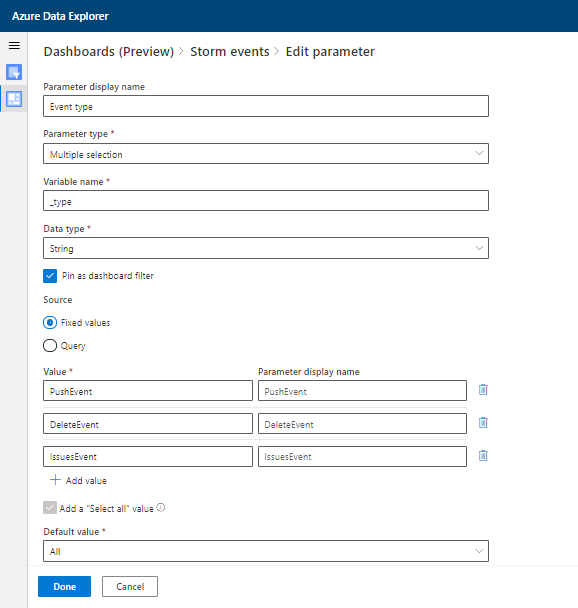 Azure Data Explorer
Dashboards (Preview) > Storm events > Edit parameter
Parameter display name
Event type
Parameter type *
Multiple selection
Variable name *
_type
Data type *
String
Pin as dashboard filter
Source
Fixed values
Query
Value * Parameter display name
PushEvent PushEvent
DeleteEvent DeleteEvent
IssuesEvent IssuesEvent
+ Add value
Add a "Select all" value
Default value *
All
Done Cancel